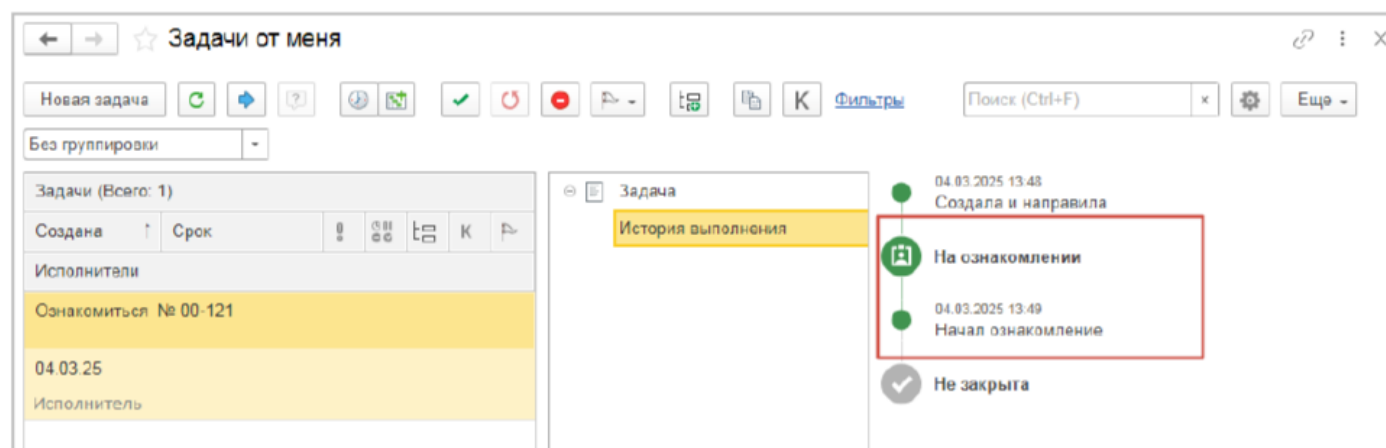 Задачи от меня
Новая задача
K
Фильтры
Поиск (Ctrl+F)
×
Еще
Без группировки
Задачи (Всего: 1)
Создана ↑ Срок K
Исполнители
Ознакомиться № 00-121
04.03.25
Исполнитель
Задача
История выполнения
04.03.2025 13:48
Создала и направила
На ознакомлении
04.03.2025 13:49
Начал ознакомление
Не закрыта